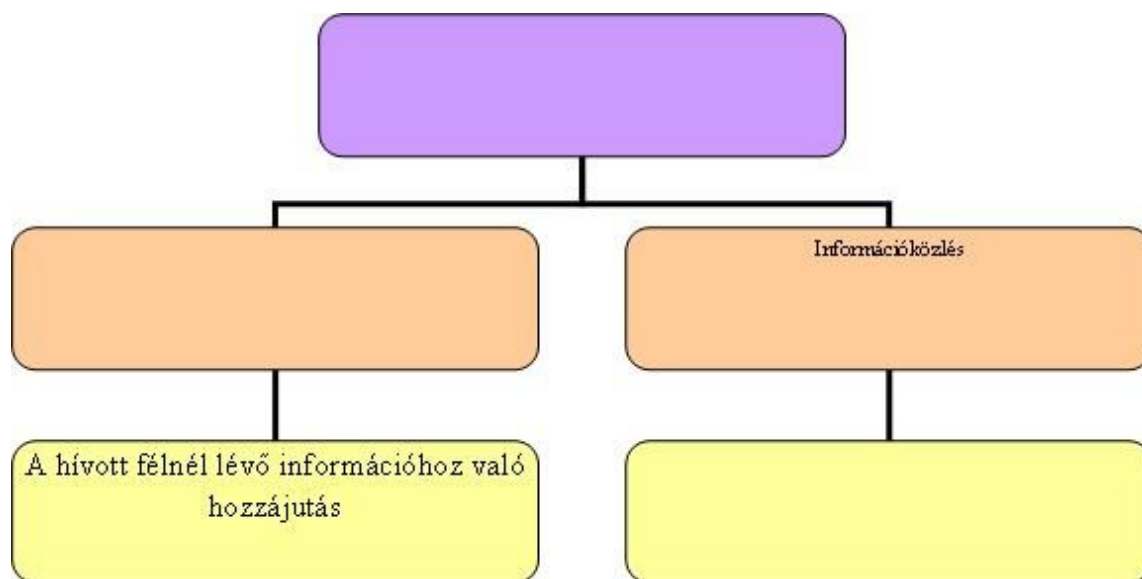 Információközlés
A hívott félnél lévő információhoz való
hozzájutás